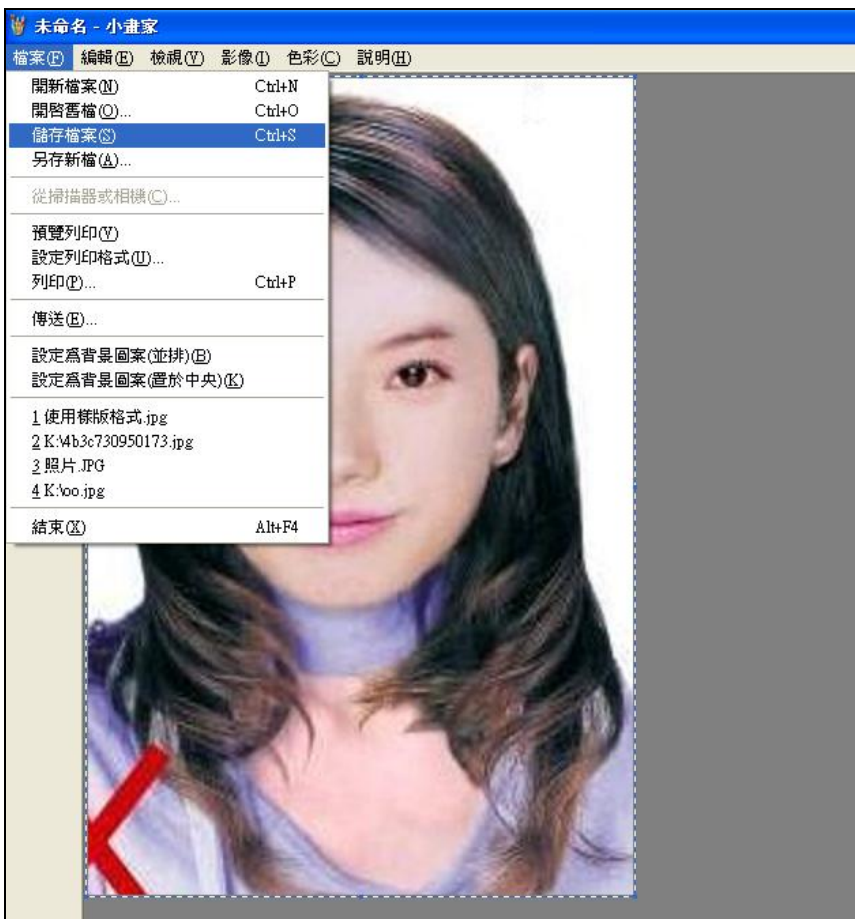 未命名 - 小畫家
檔案(F) 編輯(E) 檢視(V) 影像(I) 色彩(C) 說明(H)
開新檔案(N) Ctrl+N
開啓舊檔(O)... Ctrl+O
儲存檔案(S) Ctrl+S
另存新檔(A)...
從掃描器或相機(C)...
預覽列印(V)
設定列印格式(U)...
列印(P)... Ctrl+P
傳送(E)...
設定爲背景圖案(並排)(B)
設定爲背景圖案(置於中央)(K)
1 使用樣版格式.jpg
2 K:\4b3c730950173.jpg
3 照片.JPG
4 K:\oo.jpg
結束(X) Alt+F4